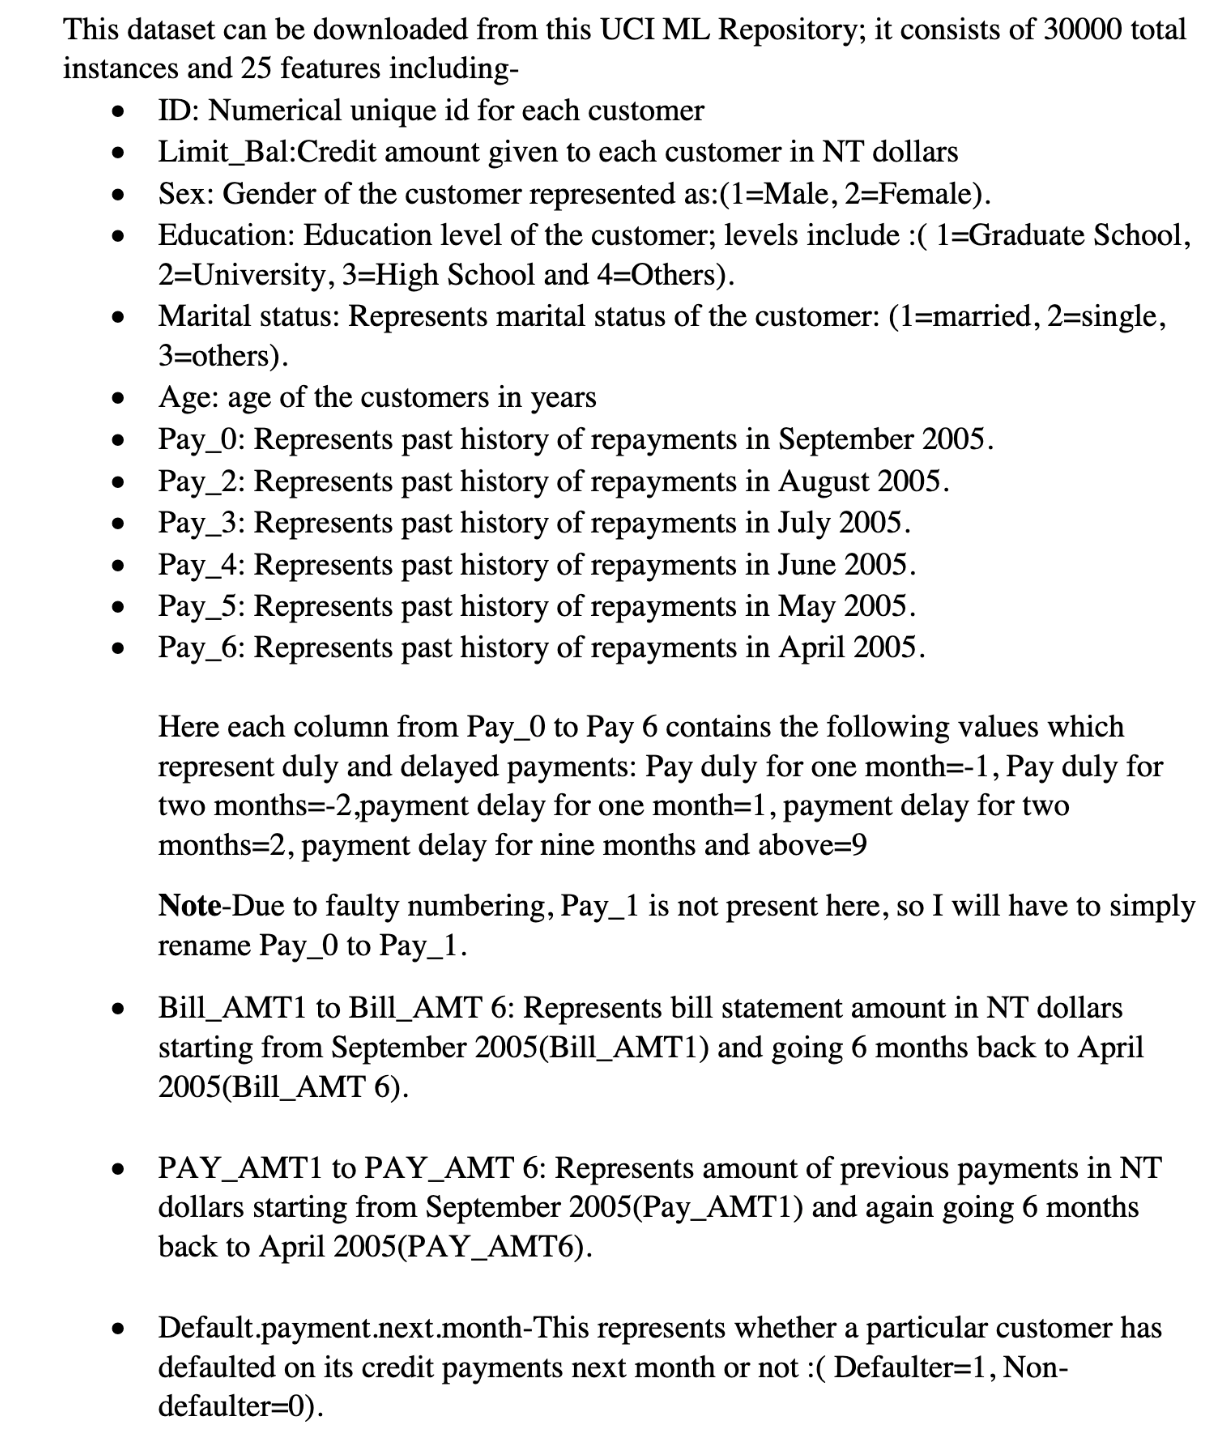 This dataset can be downloaded from this UCI ML Repository; it consists of 30000 total
instances and 25 features including-
• ID: Numerical unique id for each customer
• Limit_Bal:Credit amount given to each customer in NT dollars
• Sex: Gender of the customer represented as:(1=Male, 2=Female).
• Education: Education level of the customer; levels include :( 1=Graduate School,
2=University, 3=High School and 4=Others).
• Marital status: Represents marital status of the customer: (1=married, 2=single,
3=others).
• Age: age of the customers in years
• Pay_0: Represents past history of repayments in September 2005.
• Pay_2: Represents past history of repayments in August 2005.
• Pay_3: Represents past history of repayments in July 2005.
• Pay_4: Represents past history of repayments in June 2005.
• Pay_5: Represents past history of repayments in May 2005.
• Pay_6: Represents past history of repayments in April 2005.
Here each column from Pay_0 to Pay 6 contains the following values which
represent duly and delayed payments: Pay duly for one month=-1, Pay duly for
two months=-2,payment delay for one month=1, payment delay for two
months=2, payment delay for nine months and above=9
Note-Due to faulty numbering, Pay_1 is not present here, so I will have to simply
rename Pay_0 to Pay_1.
• Bill_AMT1 to Bill_AMT 6: Represents bill statement amount in NT dollars
starting from September 2005(Bill_AMT1) and going 6 months back to April
2005(Bill_AMT 6).
• PAY_AMT1 to PAY_AMT 6: Represents amount of previous payments in NT
dollars starting from September 2005(Pay_AMT1) and again going 6 months
back to April 2005(PAY_AMT6).
• Default.payment.next.month-This represents whether a particular customer has
defaulted on its credit payments next month or not :( Defaulter=1, Non-
defaulter=0).